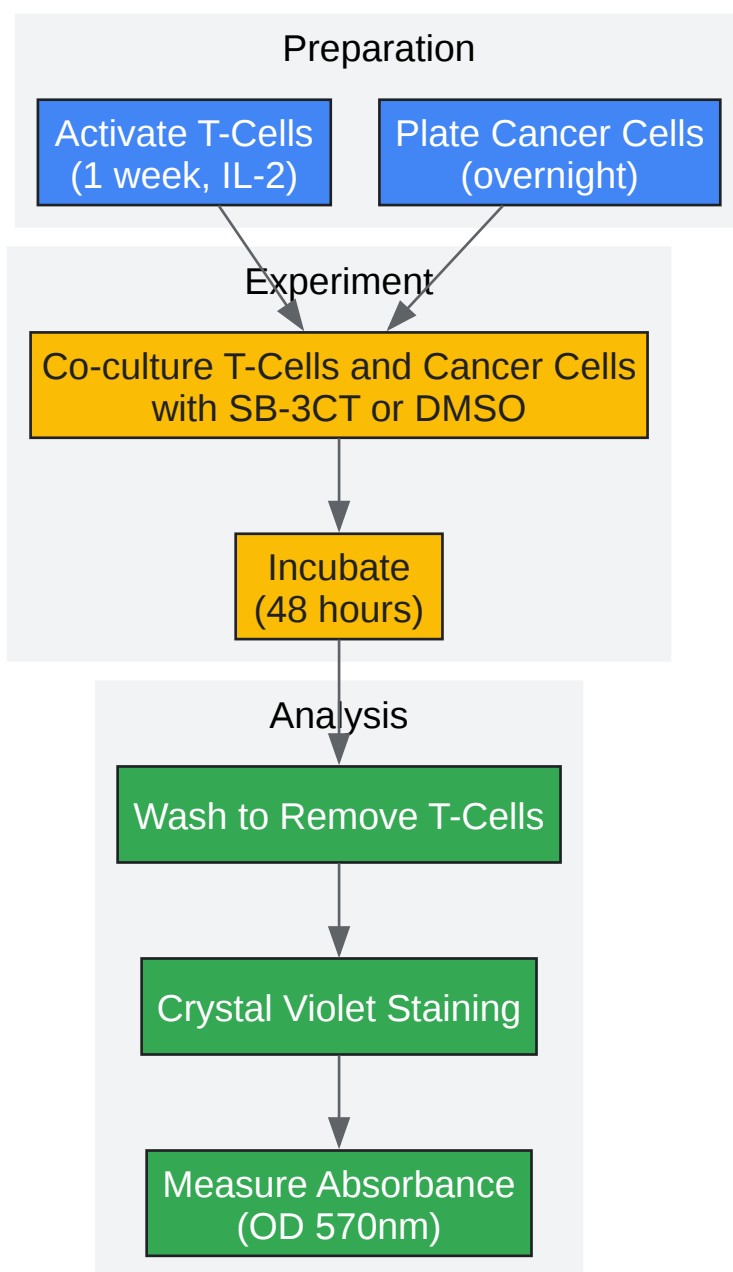 Preparation
Activate T-Cells
(1 week, IL-2)
Plate Cancer Cells
(overnight)
Experiment
Co-culture T-Cells and Cancer Cells
with SB-3CT or DMSO
Incubate
(48 hours)
Analysis
Wash to Remove T-Cells
Crystal Violet Staining
Measure Absorbance
(OD 570nm)